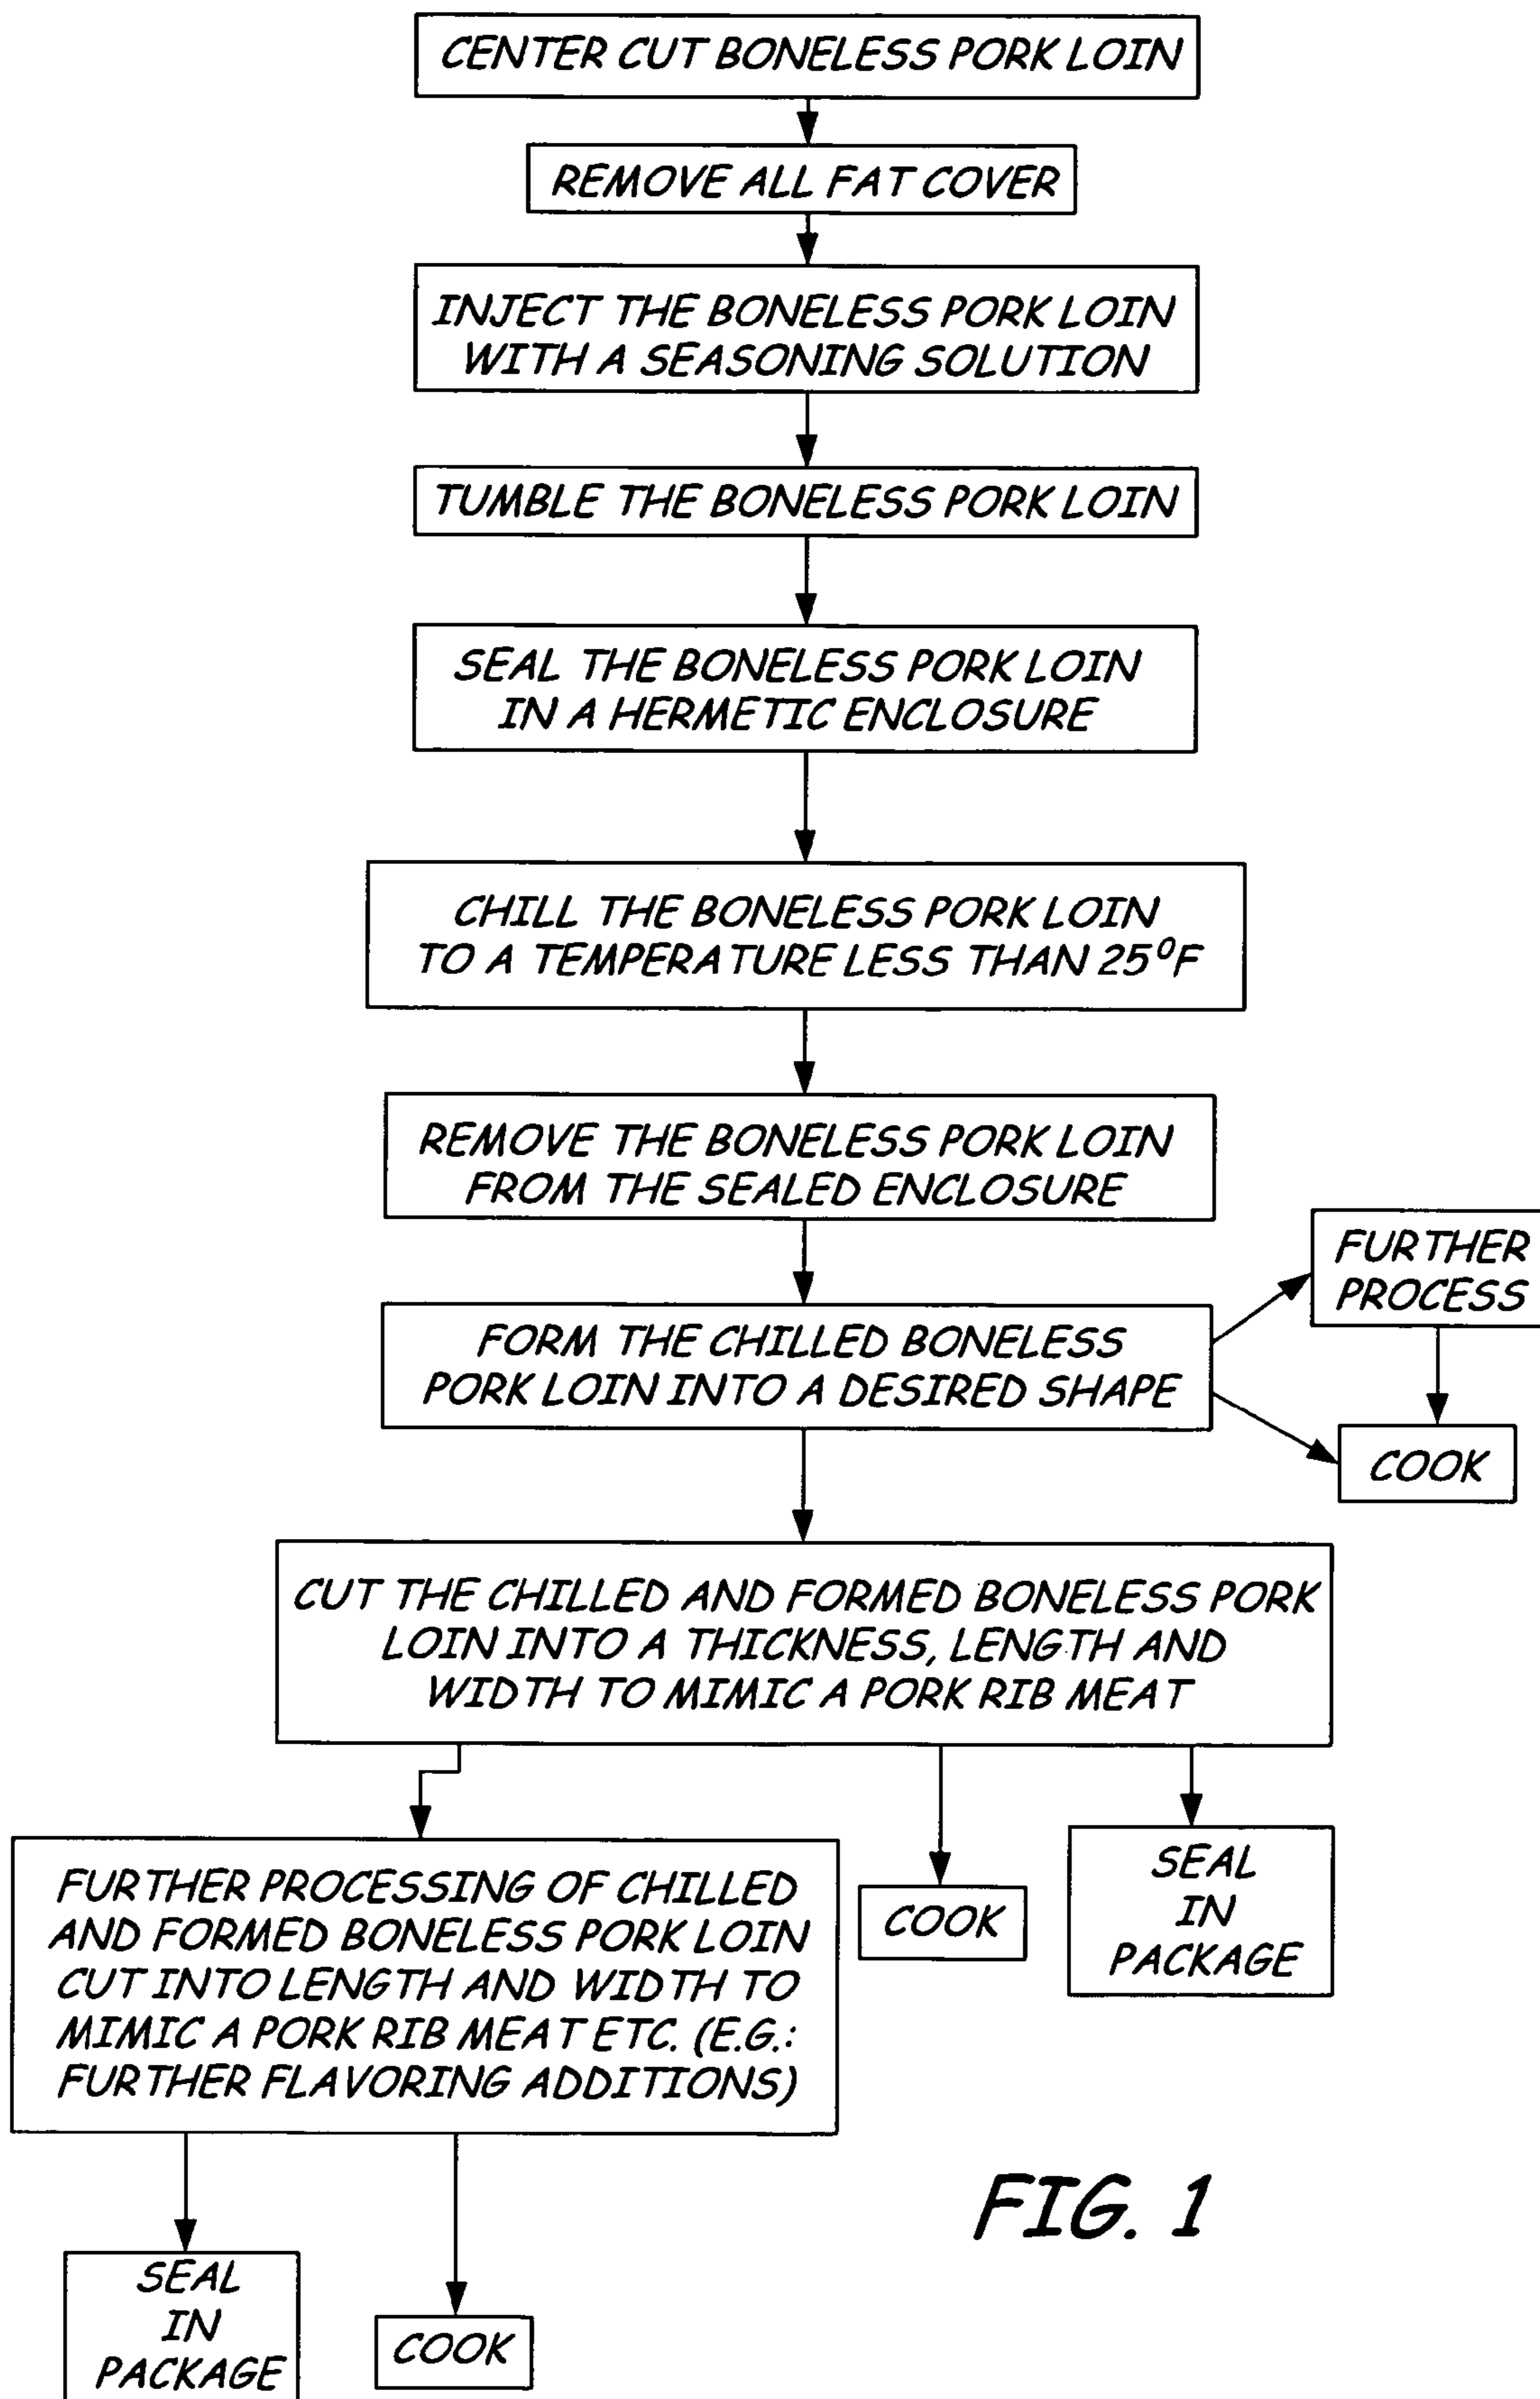 CENTER CUT BONELESS PORK LOIN
REMOVE ALL FAT COVER
INJECT THE BONELESS PORK LOIN
WITH A SEASONING SOLUTION
TUMBLE THE BONELESS PORK LOIN
SEAL THE BONELESS PORK LOIN
IN A HERMETIC ENCLOSURE
CHILL THE BONELESS PORK LOIN
TO A TEMPERATURE LESS THAN 25°F
REMOVE THE BONELESS PORK LOIN
FROM THE SEALED ENCLOSURE
FORM THE CHILLED BONELESS
PORK LOIN INTO A DESIRED SHAPE
FURTHER
PROCESS
COOK
CUT THE CHILLED AND FORMED BONELESS PORK
LOIN INTO A THICKNESS, LENGTH AND
WIDTH TO MIMIC A PORK RIB MEAT
FURTHER PROCESSING OF CHILLED
AND FORMED BONELESS PORK LOIN
CUT INTO LENGTH AND WIDTH TO
MIMIC A PORK RIB MEAT ETC. (E.G.:
FURTHER FLAVORING ADDITIONS)
COOK
SEAL
IN
PACKAGE
SEAL
IN
PACKAGE
COOK
FIG. 1